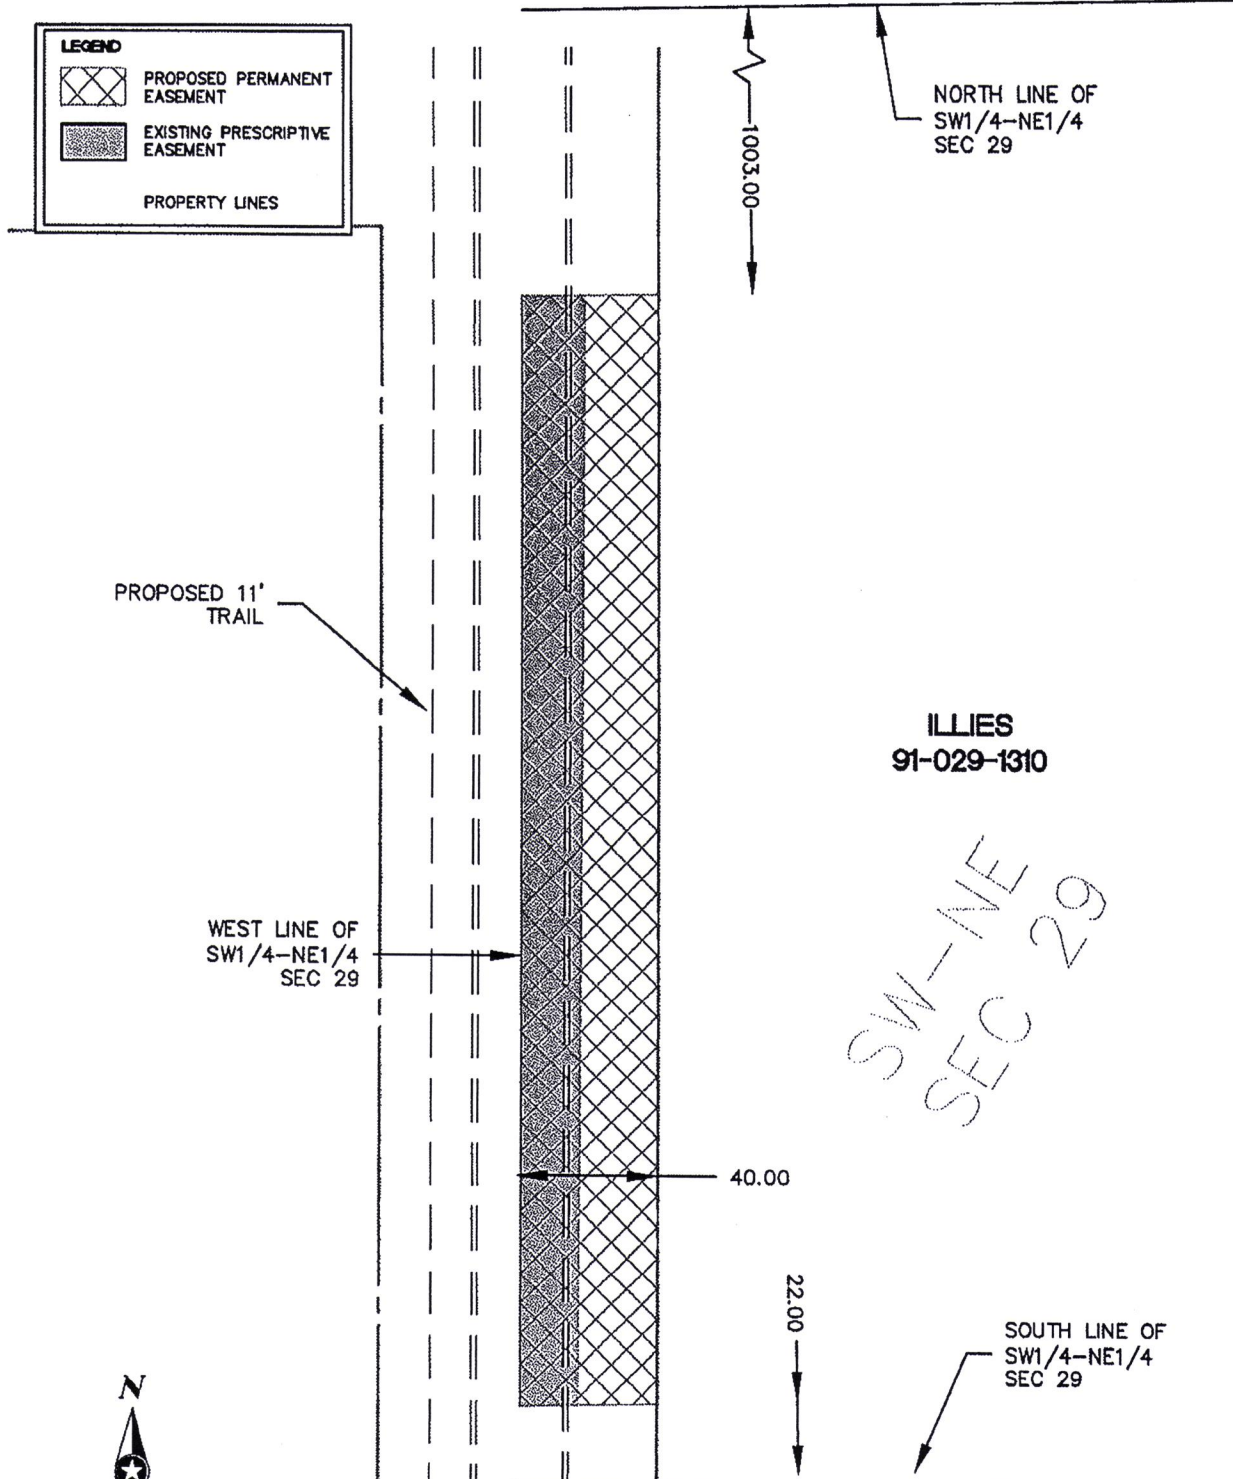 LEGEND
PROPOSED PERMANENT
EASEMENT
EXISTING PRESCRIPTIVE
EASEMENT
PROPERTY LINES
1003.00
NORTH LINE OF
SW1/4-NE1/4
SEC 29
PROPOSED 11'
TRAIL
ILLIES
91-029-1310
WEST LINE OF
SW1/4-NE1/4
SEC 29
SW-NE
SEC 29
40.00
22.00
SOUTH LINE OF
SW1/4-NE1/4
SEC 29
N